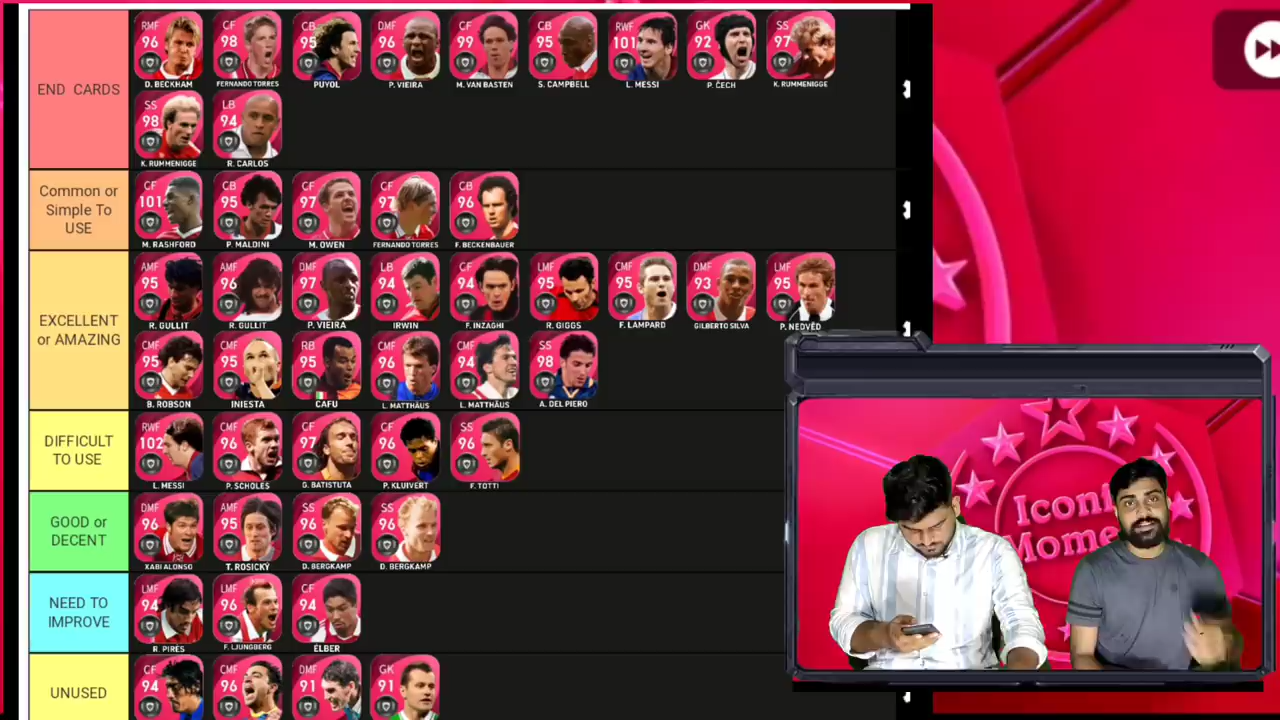 END CARDS
RMF 96 D. BECKHAM
CF 98 FERNANDO TORRES
CB 95 PUYOL
DMF 96 P. VIEIRA
CF 99 M. VAN BASTEN
CB 95 S. CAMPBELL
RWF 101 L. MESSI
GK 92 P. ČECH
SS 97 K. RUMMENIGGE
SS 98 K. RUMMENIGGE
LB 94 R. CARLOS
Common or
Simple To
USE
CF 101 M. RASHFORD
CB 95 P. MALDINI
CF 97 M. OWEN
CF 97 FERNANDO TORRES
CB 96 F. BECKENBAUER
EXCELLENT
or AMAZING
AMF 95 R. GULLIT
AMF 96 R. GULLIT
DMF 97 P. VIEIRA
LB 94 IRWIN
CF 94 F. INZAGHI
LMF 95 R. GIGGS
CMF 95 F. LAMPARD
DMF 93 GILBERTO SILVA
LMF 95 P. NEDVĚD
CMF 95 B. ROBSON
CMF 95 INIESTA
RB 95 CAFU
CMF 96 L. MATTHÄUS
CMF 94 L. MATTHÄUS
SS 98 A. DEL PIERO
DIFFICULT
TO USE
RWF 102 L. MESSI
CMF 96 P. SCHOLES
CF 97 G. BATISTUTA
CF 96 P. KLUIVERT
SS 96 F. TOTTI
GOOD or
DECENT
DMF 96 XABI ALONSO
AMF 95 T. ROSICKÝ
SS 96 D. BERGKAMP
SS 96 D. BERGKAMP
NEED TO
IMPROVE
LMF 94 R. PIRÈS
LMF 96 F. LJUNGBERG
CF 94 ÉLBER
UNUSED
CF 94
CMF 96
DMF 91
GK 91
Iconi
Mome